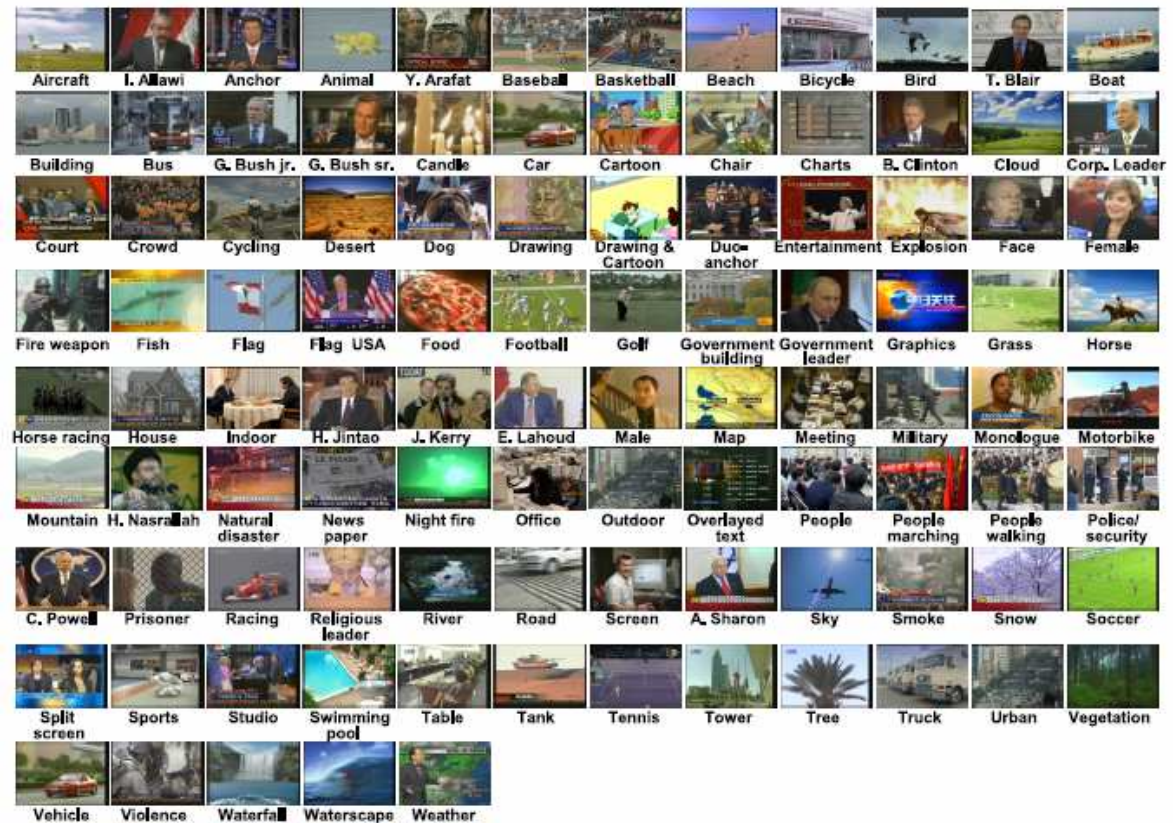 Aircraft I. Allawi Anchor Animal Y. Arafat Baseball Basketball Beach Bicycle Bird T. Blair Boat
Building Bus G. Bush jr. G. Bush sr. Candle Car Cartoon Chair Charts B. Clinton Cloud Corp. Leader
Court Crowd Cycling Desert Dog Drawing Drawing & Cartoon Duo-anchor Entertainment Explosion Face Female
Fire weapon Fish Flag Flag USA Food Football Golf Government building Government leader Graphics Grass Horse
Horse racing House Indoor H. Jintao J. Kerry E. Lahoud Male Map Meeting Military Monologue Motorbike
Mountain H. Nasrallah Natural disaster News paper Night fire Office Outdoor Overlayed text People People marching People walking Police/ security
C. Powell Prisoner Racing Religious leader River Road Screen A. Sharon Sky Smoke Snow Soccer
Split screen Sports Studio Swimming pool Table Tank Tennis Tower Tree Truck Urban Vegetation
Vehicle Violence Waterfall Waterscape Weather